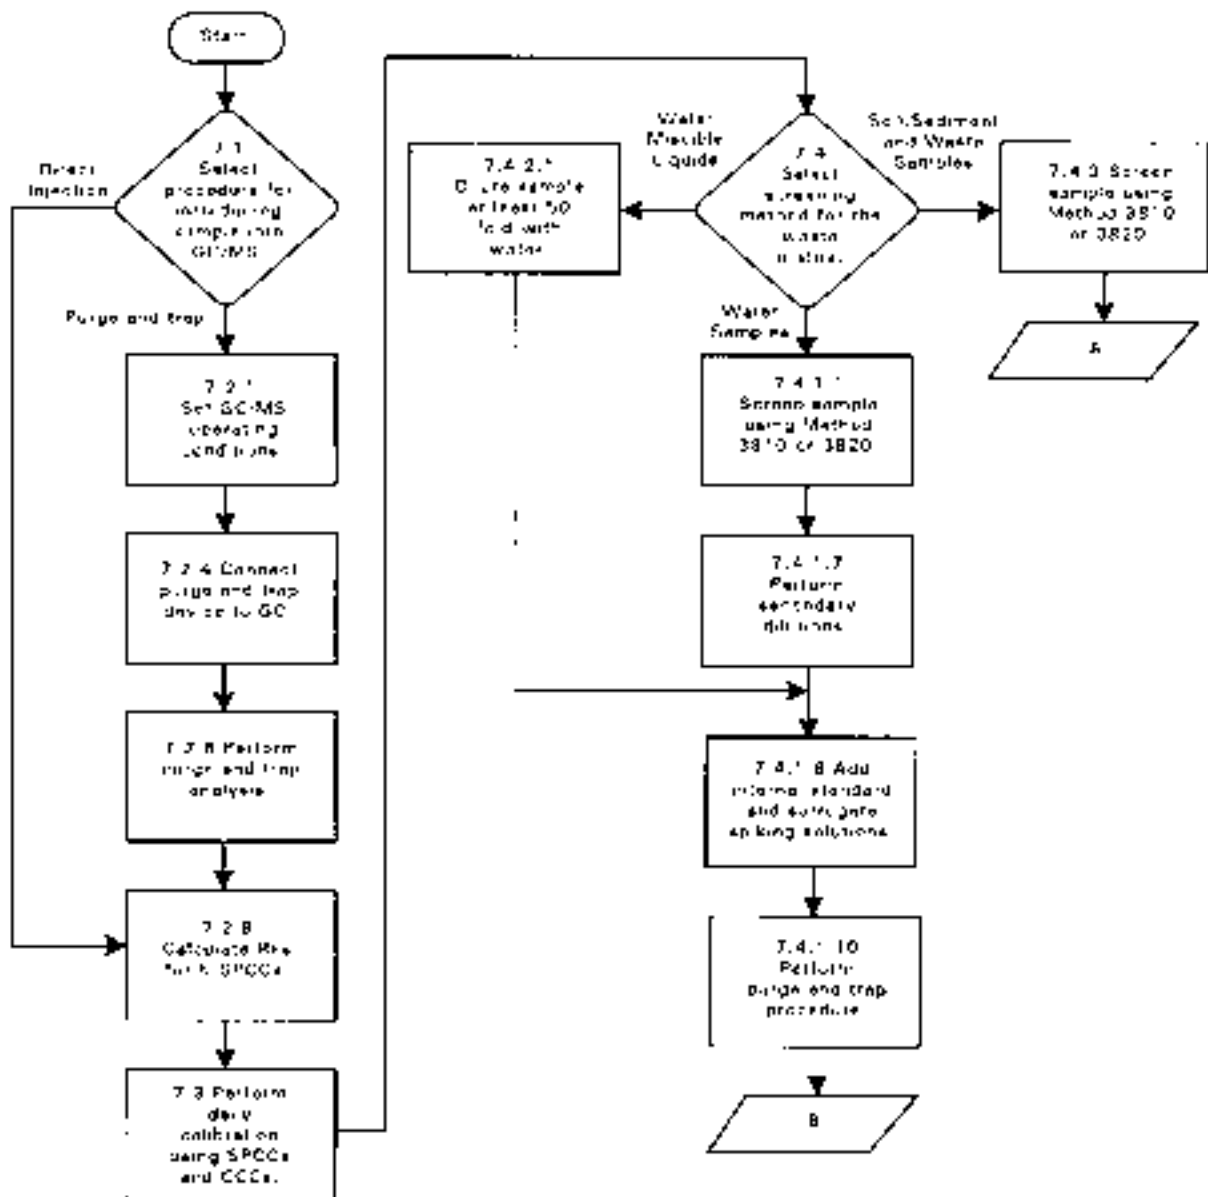 Start
7.1
Select
procedure for
introducing
sample into
GC/MS
Direct
Injection
Purge and trap
7.2.1
Set GC/MS
operating
conditions
7.2.4 Connect
purge and trap
device to GC
7.2.6 Perform
purge and trap
analysis
7.2.8
Calculate RFs
for 5 SPCCs
7.3 Perform
daily
calibration
using SPCCs
and CCCs.
Water
Miscible
Liquids
7.4
Select
screening
method for the
waste
matrix.
Soil/Sediment
and Waste
Samples
7.4.2.1
Dilute sample
at least 50
fold with
water
7.4.3 Screen
sample using
Method 3810
or 3820
A
Water
Samples
7.4.1.1
Screen sample
using Method
3810 or 3820
7.4.1.7
Perform
secondary
dilutions
7.4.1.8 Add
internal standard
and surrogate
spiking solutions
7.4.1.10
Perform
purge and trap
procedure
B